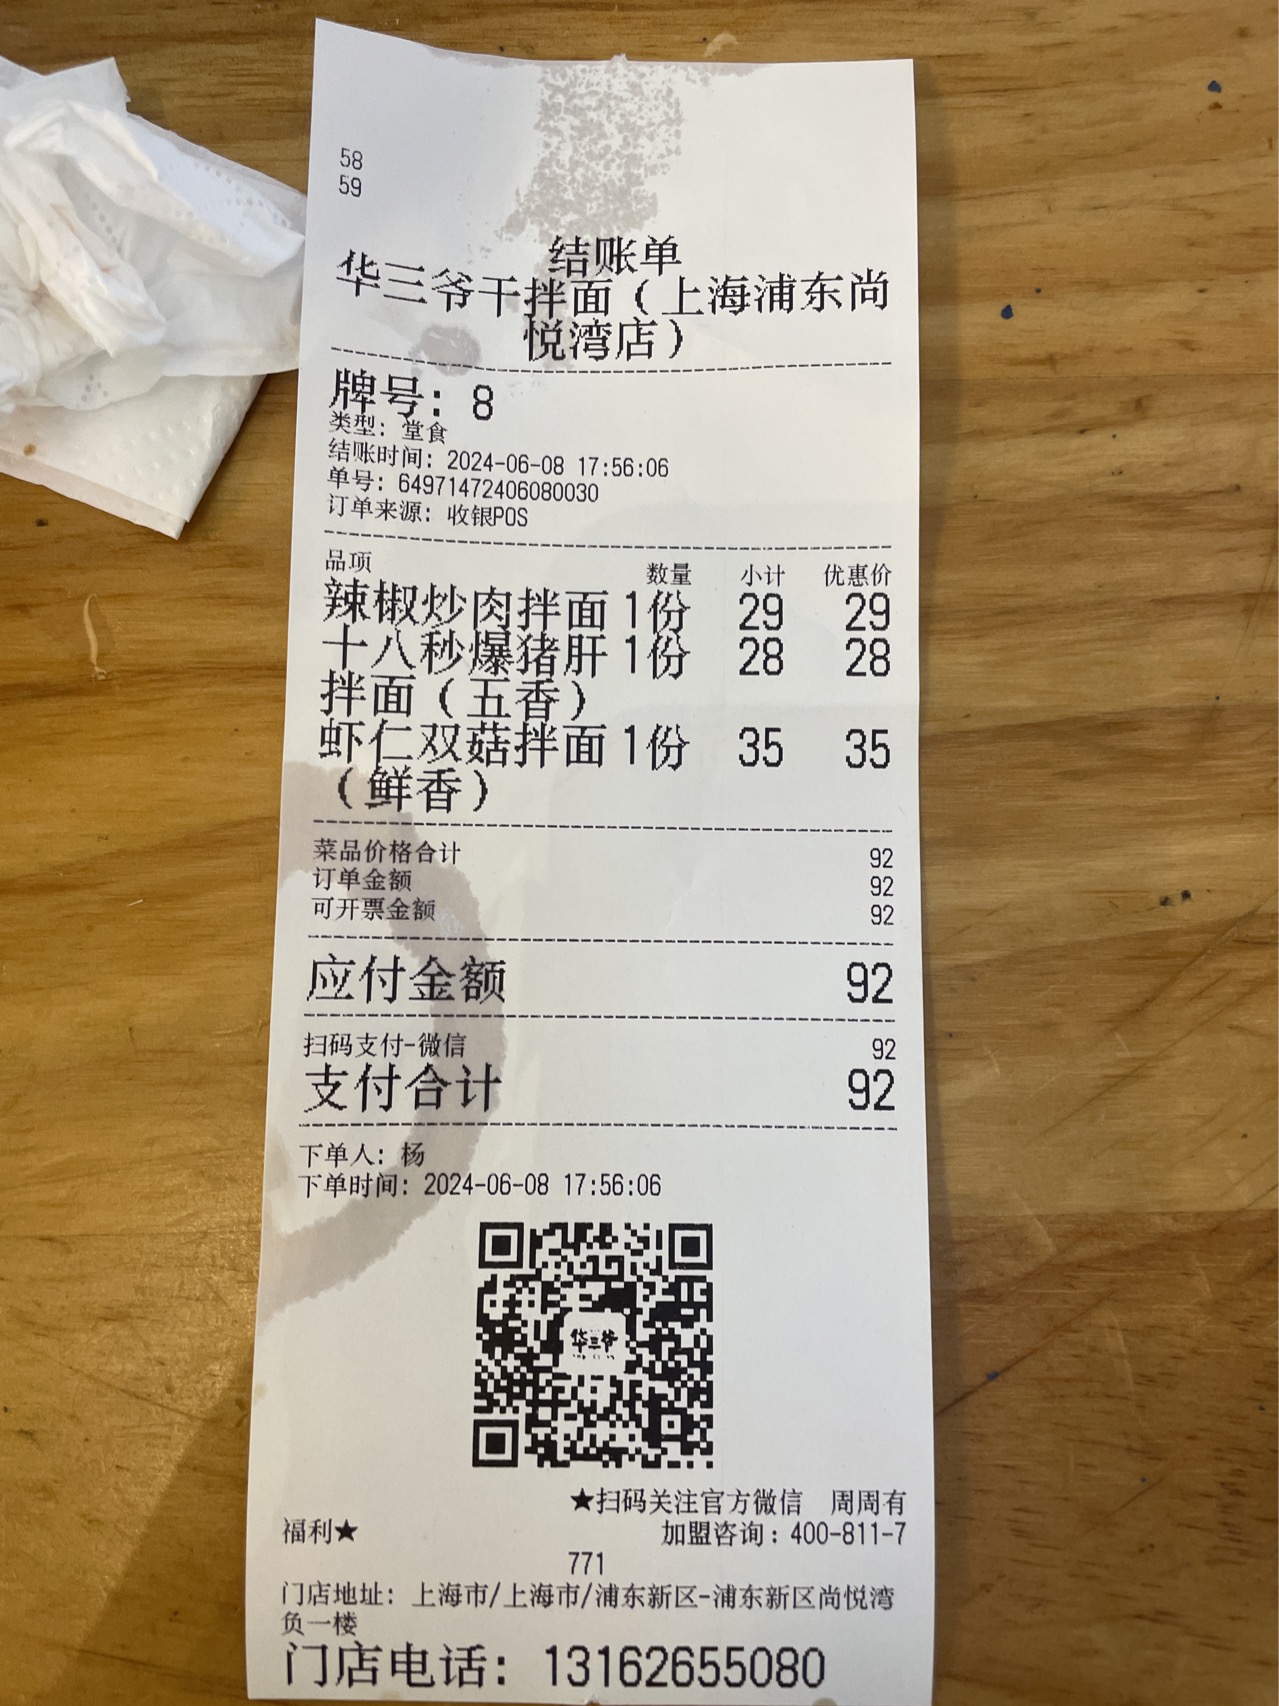 58
59
结账单
华三爷干拌面（上海浦东尚
悦湾店）
牌号: 8
类型: 堂食
结账时间: 2024-06-08 17:56:06
单号: 649714724060800​30
订单来源: 收银POS
品项 数量 小计 优惠价
辣椒炒肉拌面 1份 29 29
十八秒爆猪肝 1份 28 28
拌面（五香）
虾仁双菇拌面 1份 35 35
（鲜香）
菜品价格合计 92
订单金额 92
可开票金额 92
应付金额 92
扫码支付-微信 92
支付合计 92
下单人: 杨
下单时间: 2024-06-08 17:56:06
华三爷
★扫码关注官方微信 周周有
福利★ 加盟咨询: 400-811-7
771
门店地址: 上海市/上海市/浦东新区-浦东新区尚悦湾
负一楼
门店电话: 13162655080